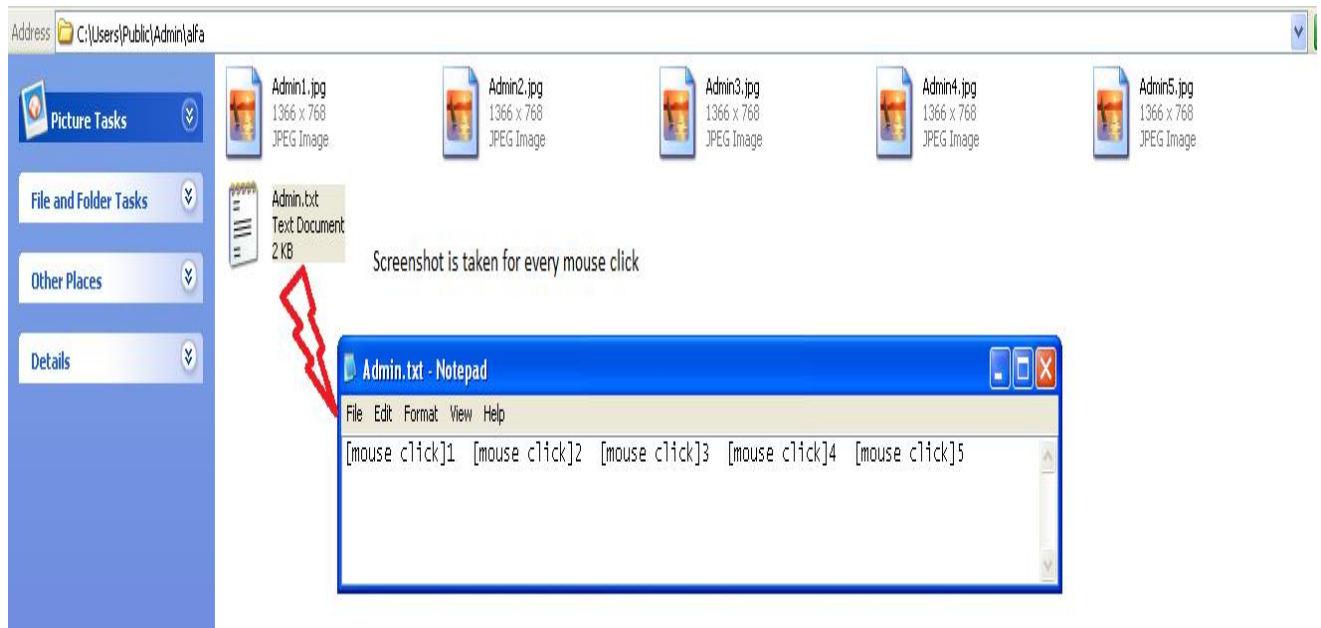 Address C:\Users\Public\Admin\alfa
Picture Tasks
File and Folder Tasks
Other Places
Details
Admin1.jpg
1366 x 768
JPEG Image
Admin2.jpg
1366 x 768
JPEG Image
Admin3.jpg
1366 x 768
JPEG Image
Admin4.jpg
1366 x 768
JPEG Image
Admin5.jpg
1366 x 768
JPEG Image
Admin.txt
Text Document
2 KB
Screenshot is taken for every mouse click
Admin.txt - Notepad
File Edit Format View Help
[mouse click]1 [mouse click]2 [mouse click]3 [mouse click]4 [mouse click]5